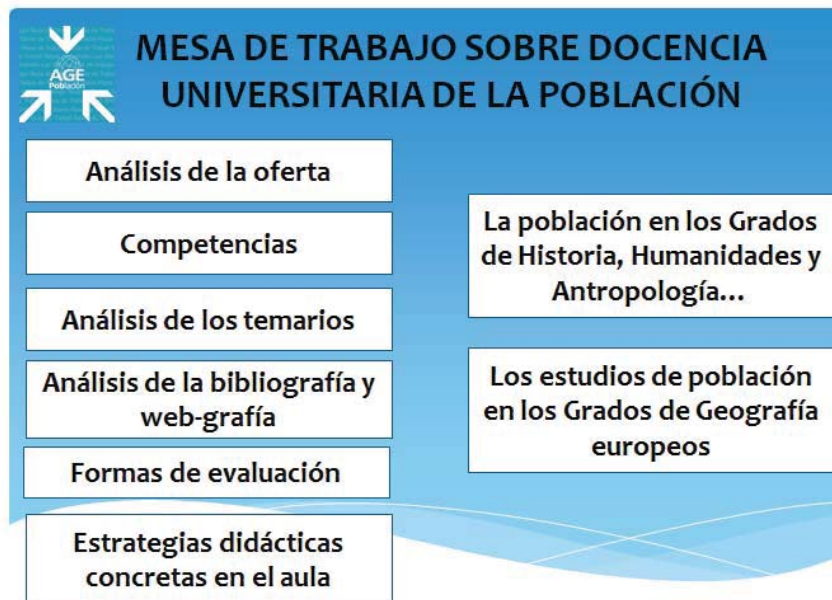 AGE
Población
MESA DE TRABAJO SOBRE DOCENCIA
UNIVERSITARIA DE LA POBLACIÓN
Análisis de la oferta
Competencias
Análisis de los temarios
Análisis de la bibliografía y
web-grafía
Formas de evaluación
Estrategias didácticas
concretas en el aula
La población en los Grados
de Historia, Humanidades y
Antropología...
Los estudios de población
en los Grados de Geografía
europeos